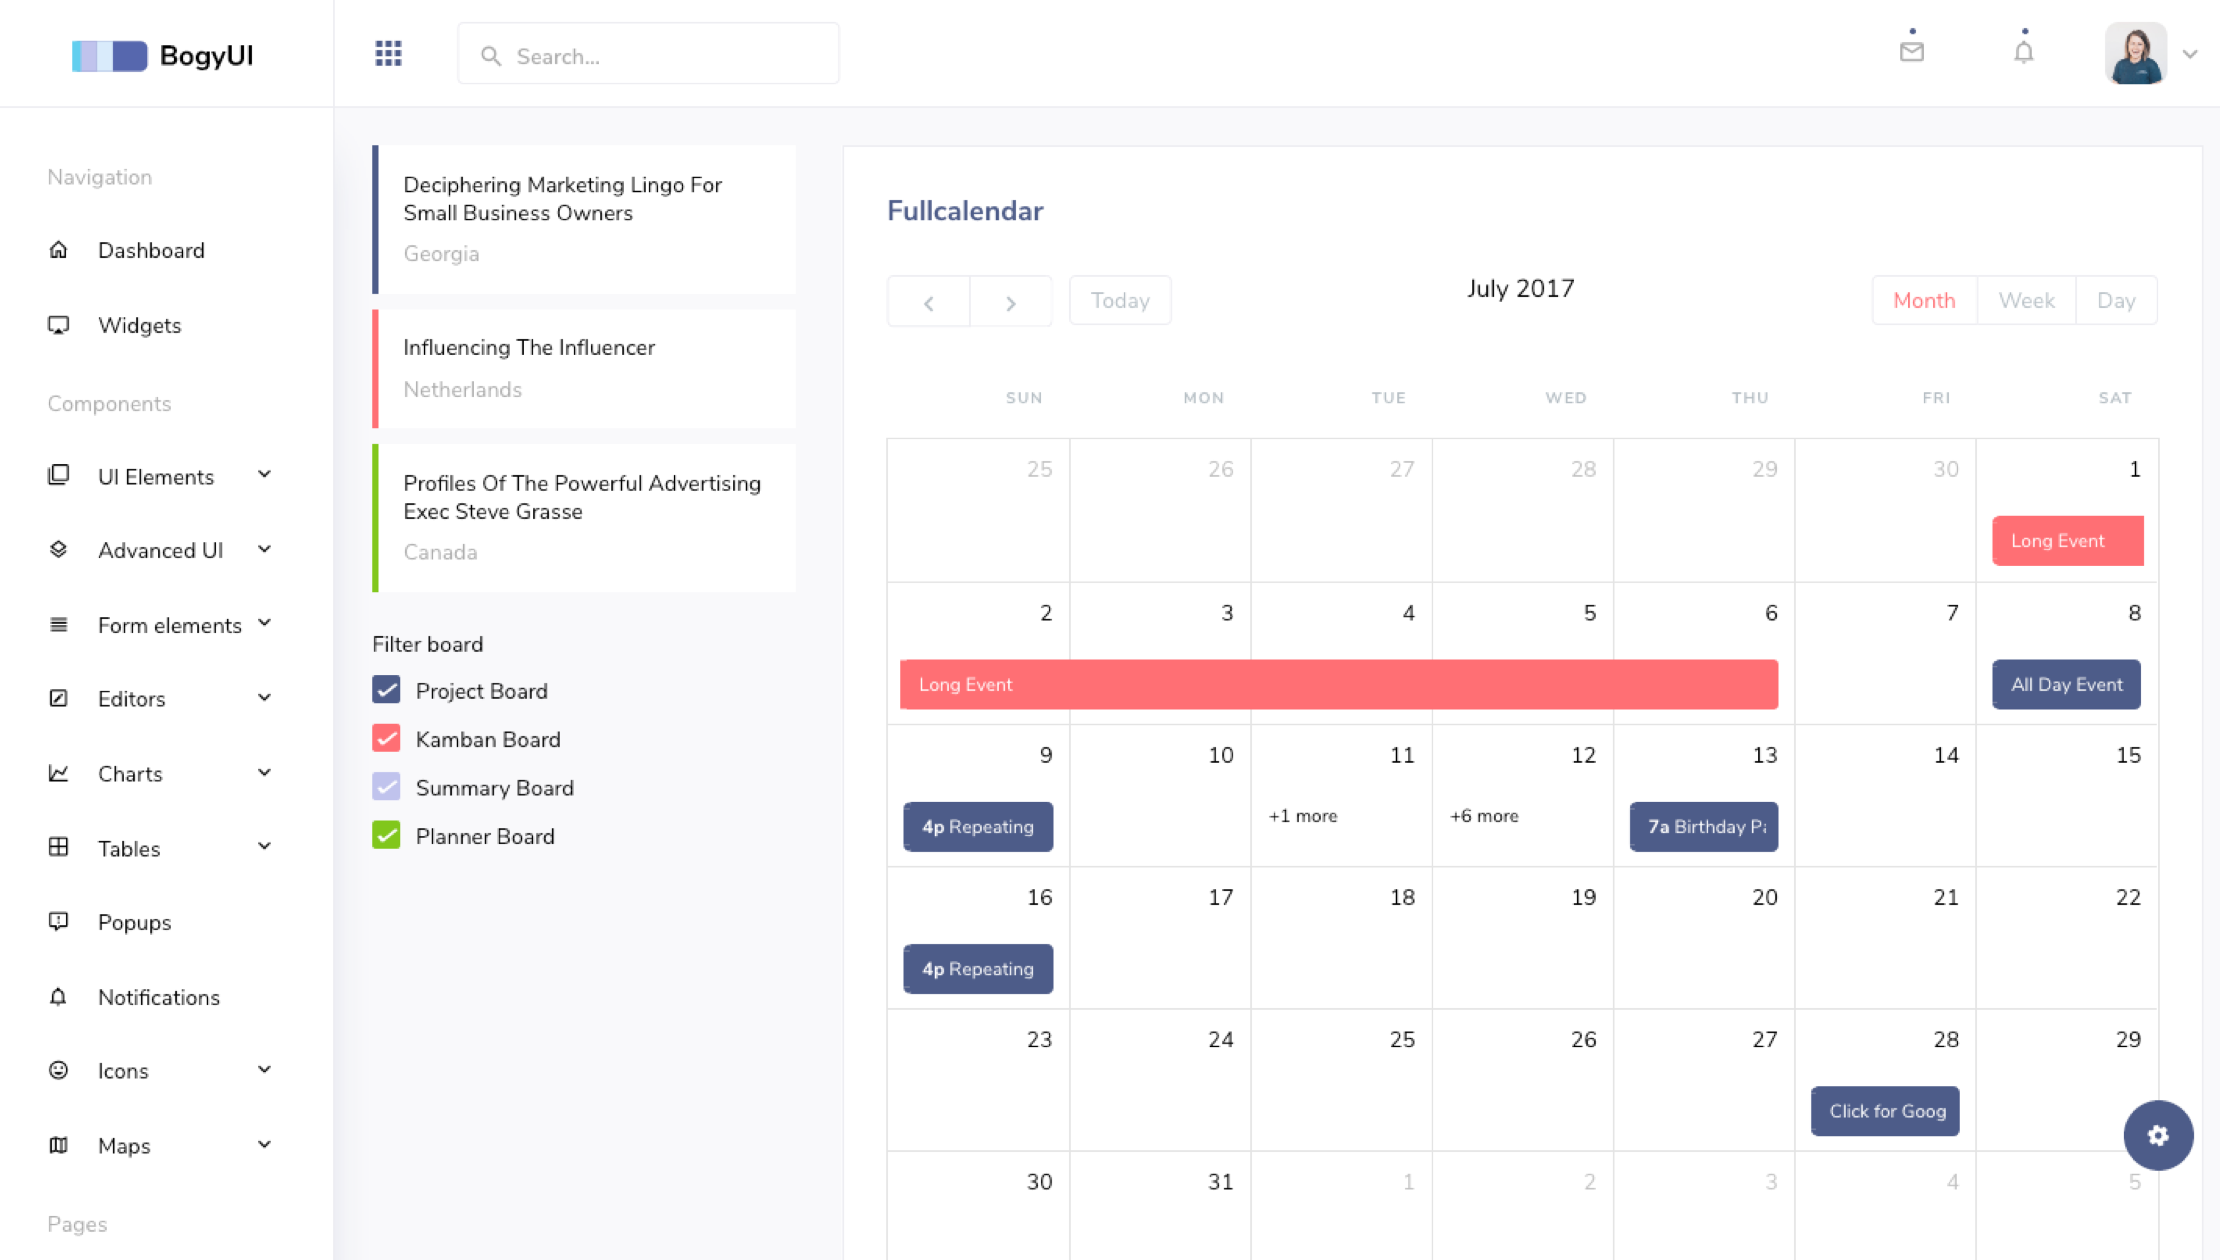 BogyUI
Search...
Navigation
Dashboard
Widgets
Components
UI Elements
Advanced UI
Form elements
Editors
Charts
Tables
Popups
Notifications
Icons
Maps
Pages
Deciphering Marketing Lingo For
Small Business Owners
Georgia
Influencing The Influencer
Netherlands
Profiles Of The Powerful Advertising
Exec Steve Grasse
Canada
Filter board
Project Board
Kamban Board
Summary Board
Planner Board
Fullcalendar
Today
July 2017
Month Week Day
SUN MON TUE WED THU FRI SAT
25 26 27 28 29 30 1
Long Event
2 3 4 5 6 7 8
Long Event All Day Event
9 10 11 12 13 14 15
4p Repeating +1 more +6 more 7a Birthday Pa
16 17 18 19 20 21 22
4p Repeating
23 24 25 26 27 28 29
Click for Goog
30 31 1 2 3 4 5